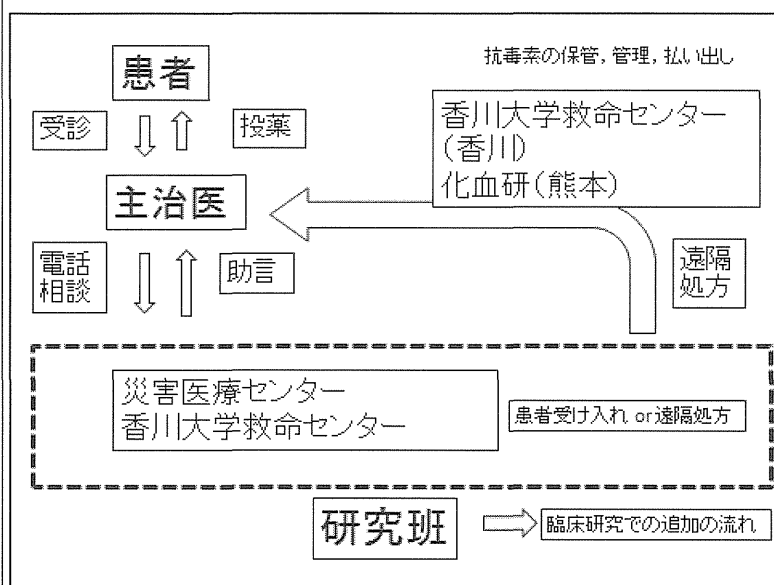 患者
抗毒素の保管，管理，払い出し
受診
投薬
香川大学救命センター
（香川）
化血研（熊本）
主治医
電話
相談
助言
遠隔
処方
災害医療センター
香川大学救命センター
患者受け入れ or遠隔処方
研究班
臨床研究での追加の流れ